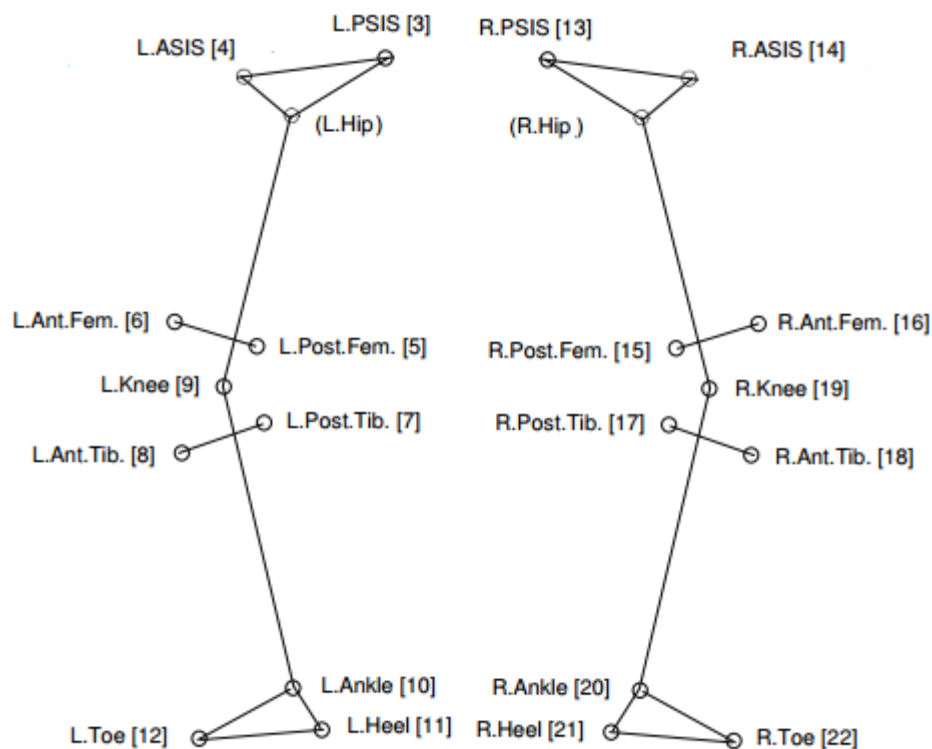 L.PSIS [3]
R.PSIS [13]
L.ASIS [4]
R.ASIS [14]
(L.Hip)
(R.Hip )
L.Ant.Fem. [6]
R.Ant.Fem. [16]
L.Post.Fem. [5]
R.Post.Fem. [15]
L.Knee [9]
R.Knee [19]
L.Post.Tib. [7]
R.Post.Tib. [17]
L.Ant.Tib. [8]
R.Ant.Tib. [18]
L.Ankle [10]
R.Ankle [20]
L.Heel [11]
R.Heel [21]
L.Toe [12]
R.Toe [22]